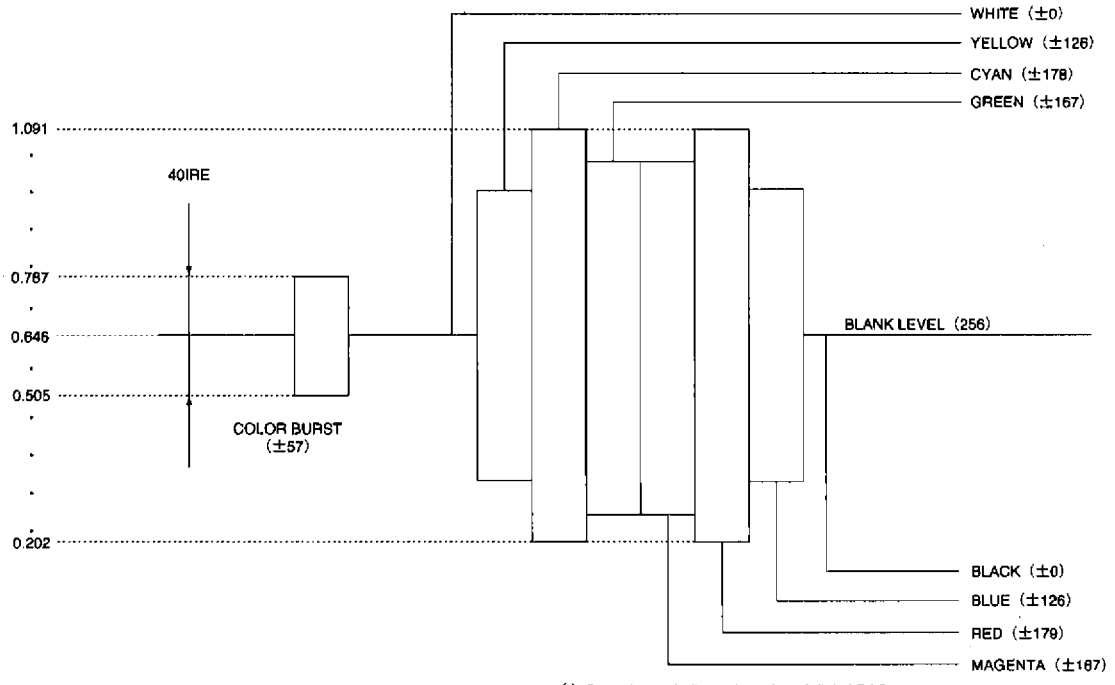 WHITE (±0)
YELLOW (±126)
CYAN (±178)
GREEN (±167)
1.091
40IRE
0.787
0.646
BLANK LEVEL (256)
0.505
COLOR BURST
(±57)
0.202
BLACK (±0)
BLUE (±126)
RED (±179)
MAGENTA (±167)